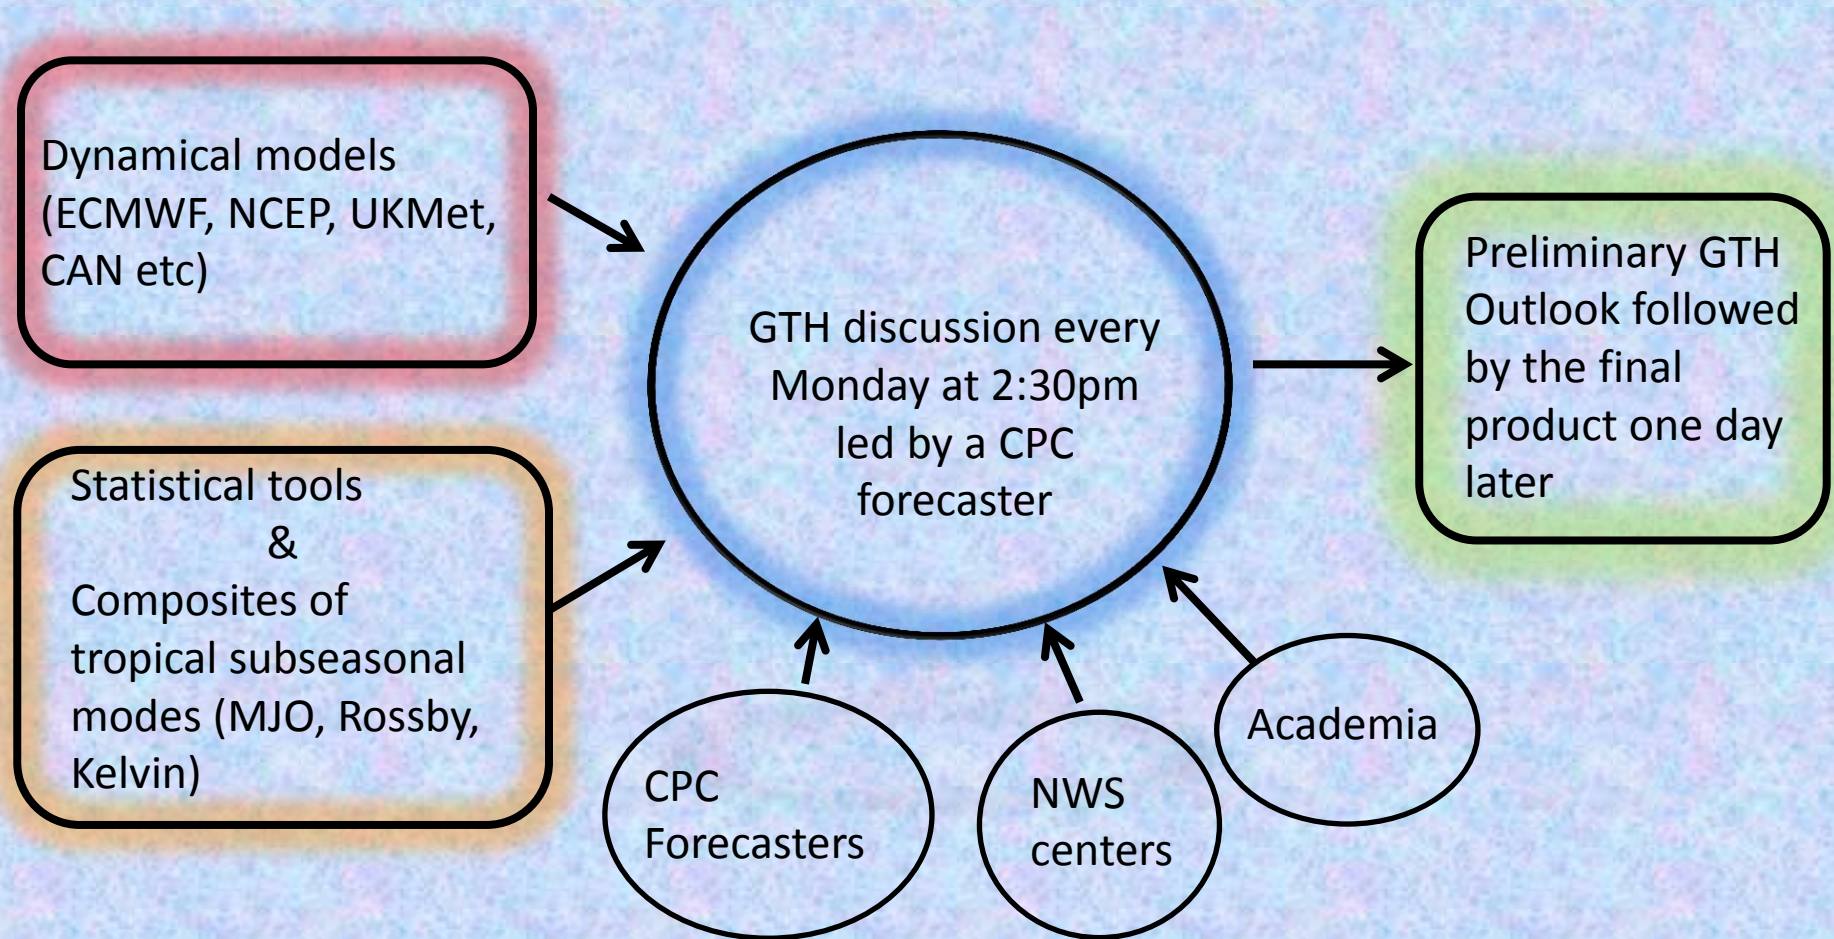 Dynamical models
(ECMWF, NCEP, UKMet,
CAN etc)
Statistical tools
&
Composites of
tropical subseasonal
modes (MJO, Rossby,
Kelvin)
GTH discussion every
Monday at 2:30pm
led by a CPC
forecaster
CPC
Forecasters
NWS
centers
Academia
Preliminary GTH
Outlook followed
by the final
product one day
later